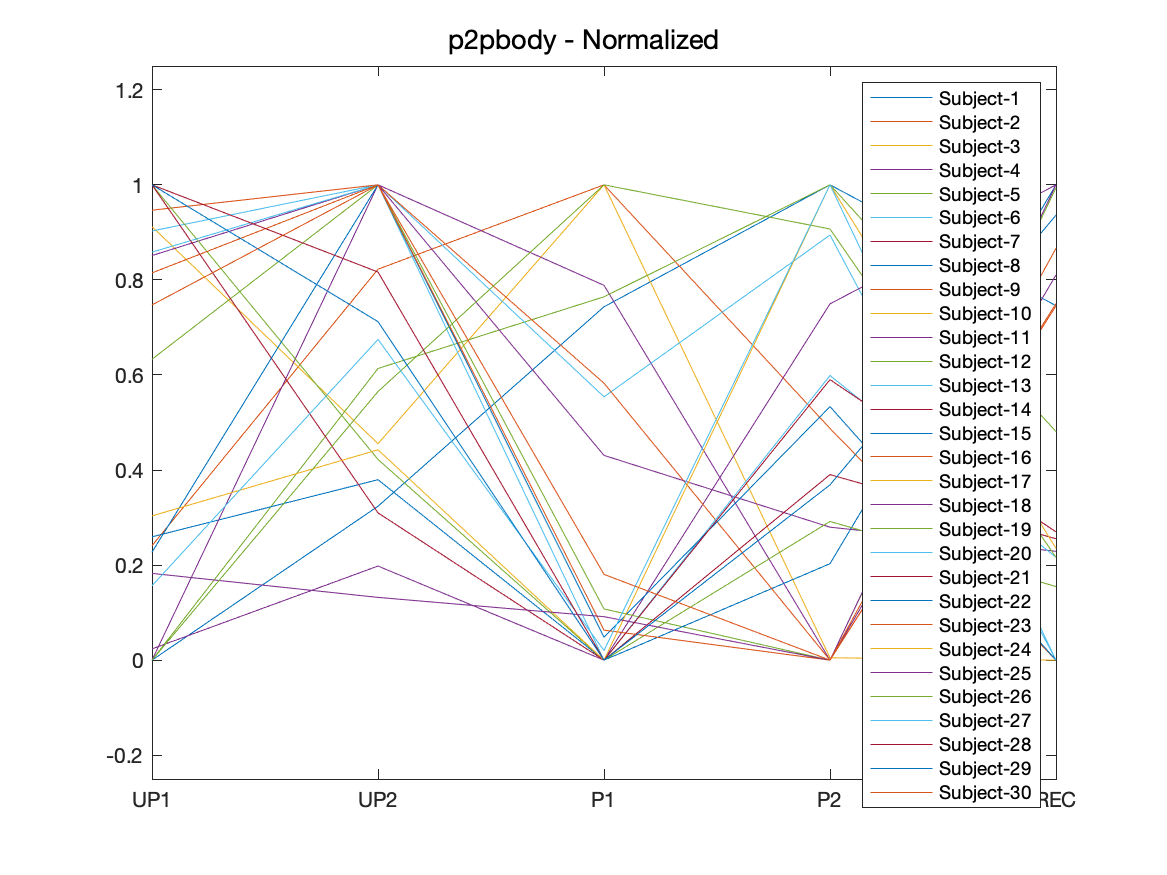 p2pbody - Normalized
1.2
1
0.8
0.6
0.4
0.2
0
-0.2
UP1 UP2 P1 P2 REC
Subject-1
Subject-2
Subject-3
Subject-4
Subject-5
Subject-6
Subject-7
Subject-8
Subject-9
Subject-10
Subject-11
Subject-12
Subject-13
Subject-14
Subject-15
Subject-16
Subject-17
Subject-18
Subject-19
Subject-20
Subject-21
Subject-22
Subject-23
Subject-24
Subject-25
Subject-26
Subject-27
Subject-28
Subject-29
Subject-30